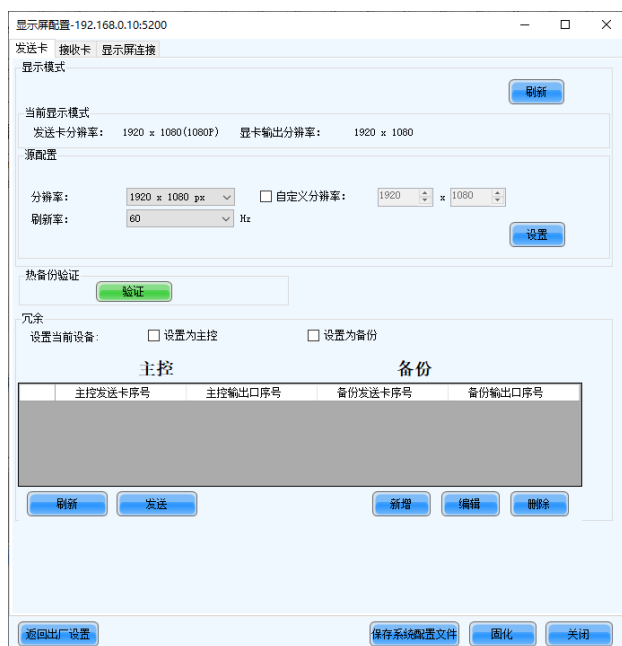 显示屏配置-192.168.0.10:5200
发送卡 接收卡 显示屏连接
显示模式
刷新
当前显示模式
发送卡分辨率: 1920 x 1080(1080P) 显卡输出分辨率: 1920 x 1080
源配置
分辨率: 1920 x 1080 px 自定义分辨率: 1920 x 1080
刷新率: 60 Hz
设置
热备份验证
验证
冗余
设置当前设备: 设置为主控 设置为备份
主控 备份
主控发送卡序号 主控输出口序号 备份发送卡序号 备份输出口序号
刷新 发送 新增 编辑 删除
返回出厂设置 保存系统配置文件 固化 关闭